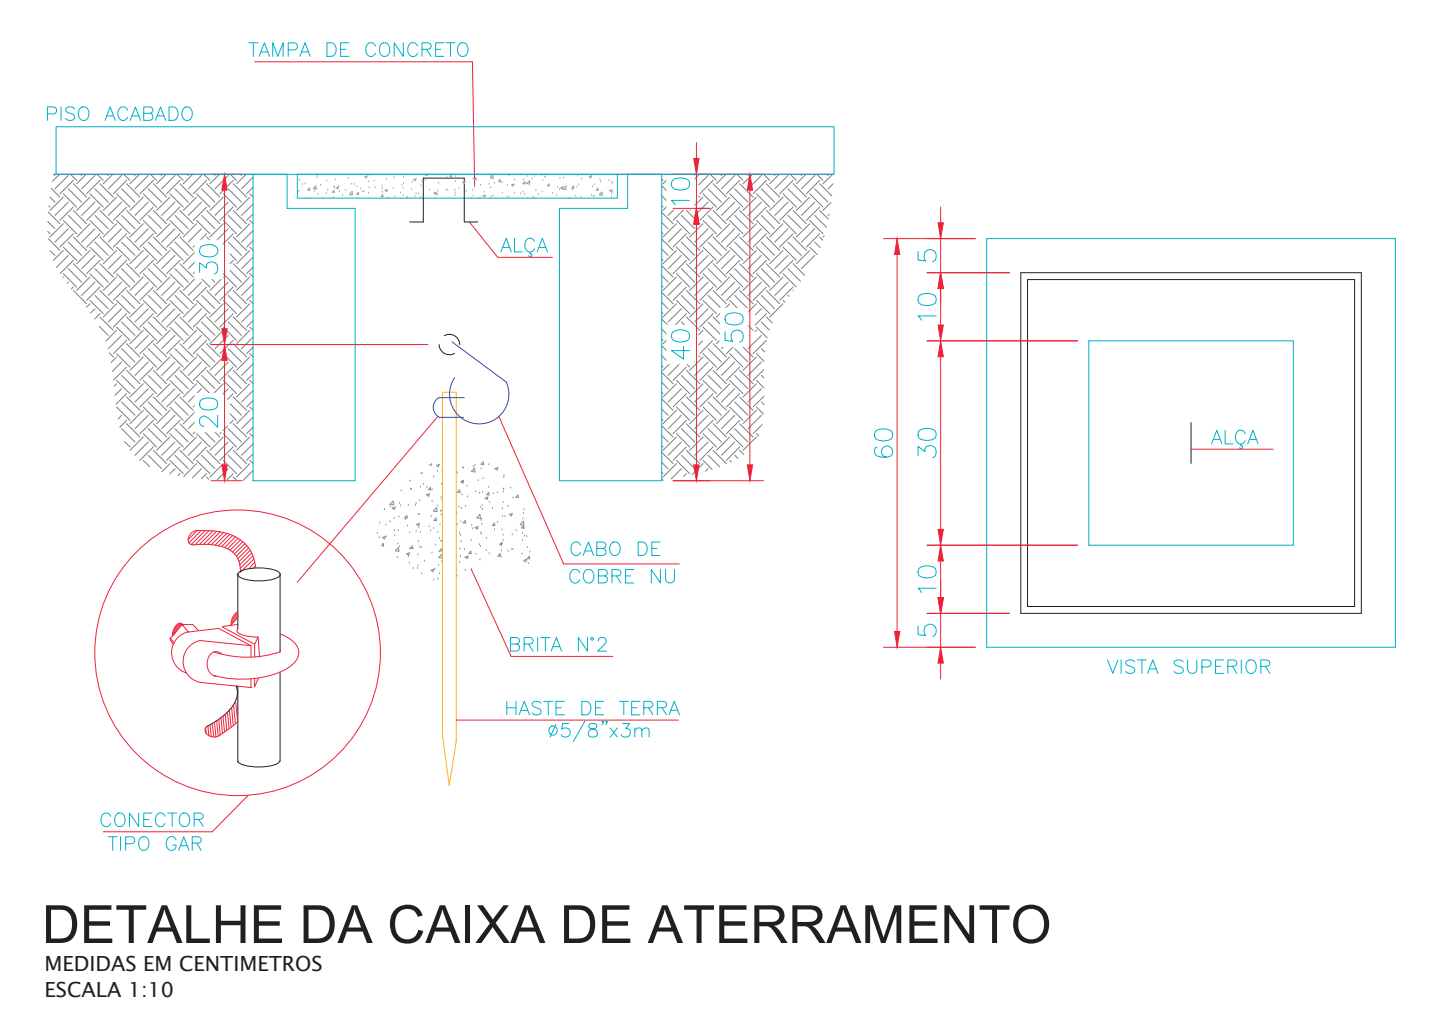 TAMPA DE CONCRETO
PISO ACABADO
10
30
ALÇA
40
50
20
CABO DE
COBRE NU
BRITA N°2
HASTE DE TERRA
ø5/8"x3m
CONECTOR
TIPO GAR
5
10
60
30
ALÇA
10
5
VISTA SUPERIOR
DETALHE DA CAIXA DE ATERRAMENTO
MEDIDAS EM CENTIMETROS
ESCALA 1:10